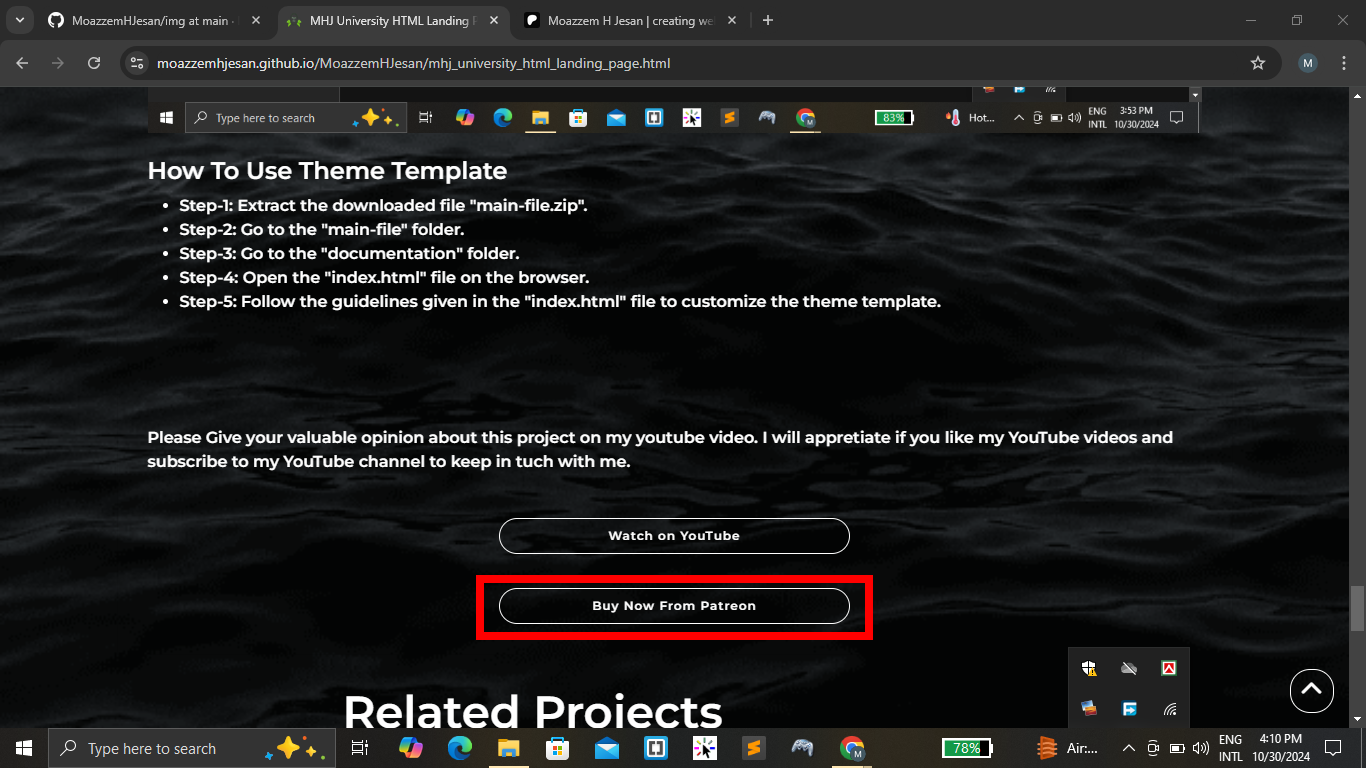 MoazzemHJesan/img at main ·
MHJ University HTML Landing P
Moazzem H Jesan | creating we
moazzemhjesan.github.io/MoazzemHJesan/mhj_university_html_landing_page.html
M
Type here to search
83%
Hot...
ENG
INTL
3:53 PM
10/30/2024
How To Use Theme Template
Step-1: Extract the downloaded file "main-file.zip".
Step-2: Go to the "main-file" folder.
Step-3: Go to the "documentation" folder.
Step-4: Open the "index.html" file on the browser.
Step-5: Follow the guidelines given in the "index.html" file to customize the theme template.
Please Give your valuable opinion about this project on my youtube video. I will appretiate if you like my YouTube videos and
subscribe to my YouTube channel to keep in tuch with me.
Watch on YouTube
Buy Now From Patreon
Related Projects
Type here to search
78%
Air:...
ENG
INTL
4:10 PM
10/30/2024